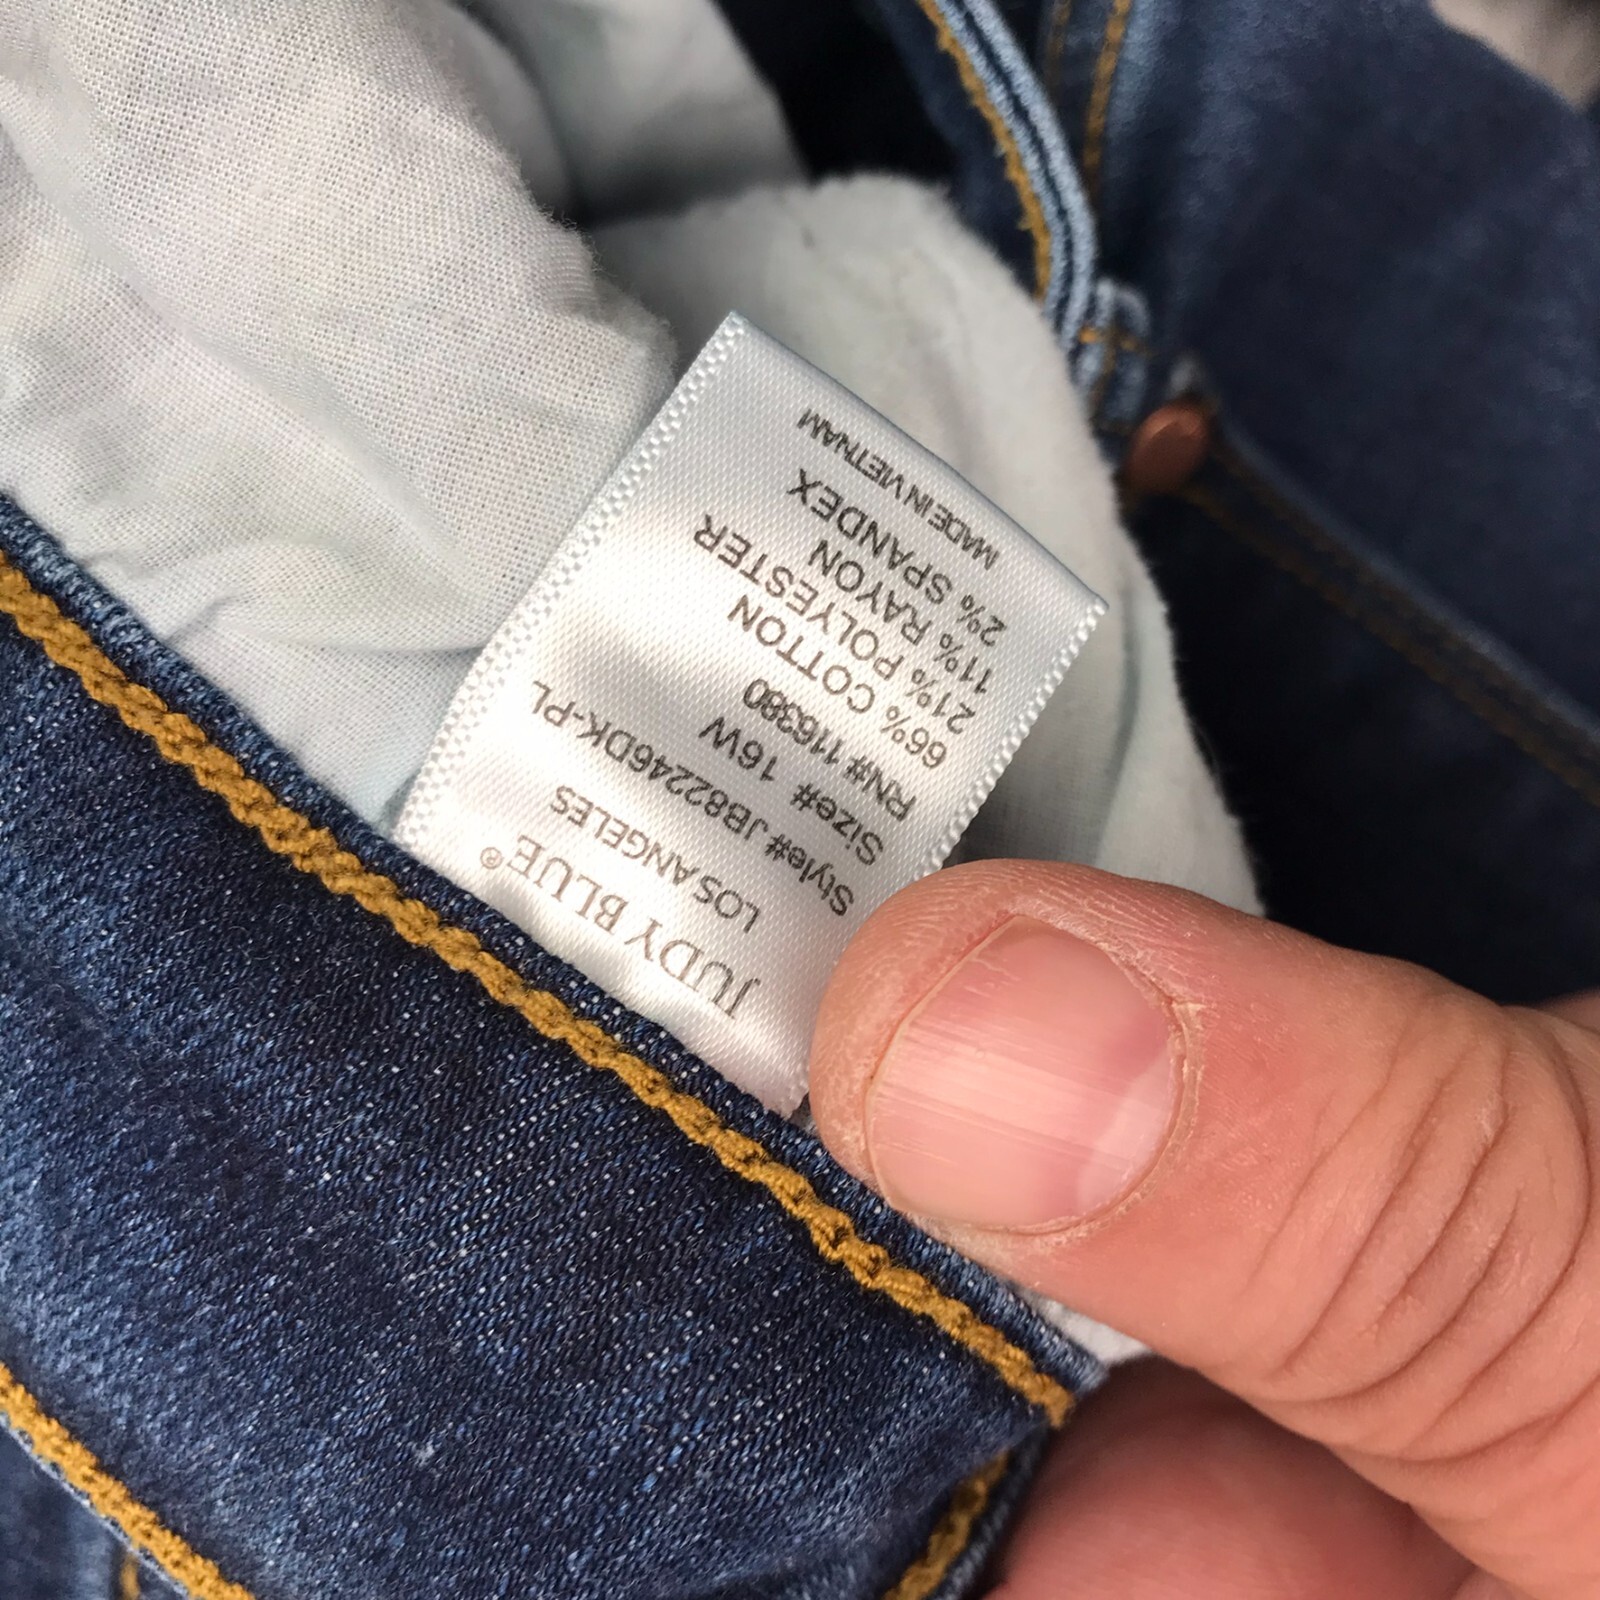 JUDY BLUE®
LOS ANGELES
Style# JB82246DK-PL
Size# 16W
RN# 116380
66% COTTON
21% POLYESTER
11% RAYON
2% SPANDEX
MADE IN VIETNAM